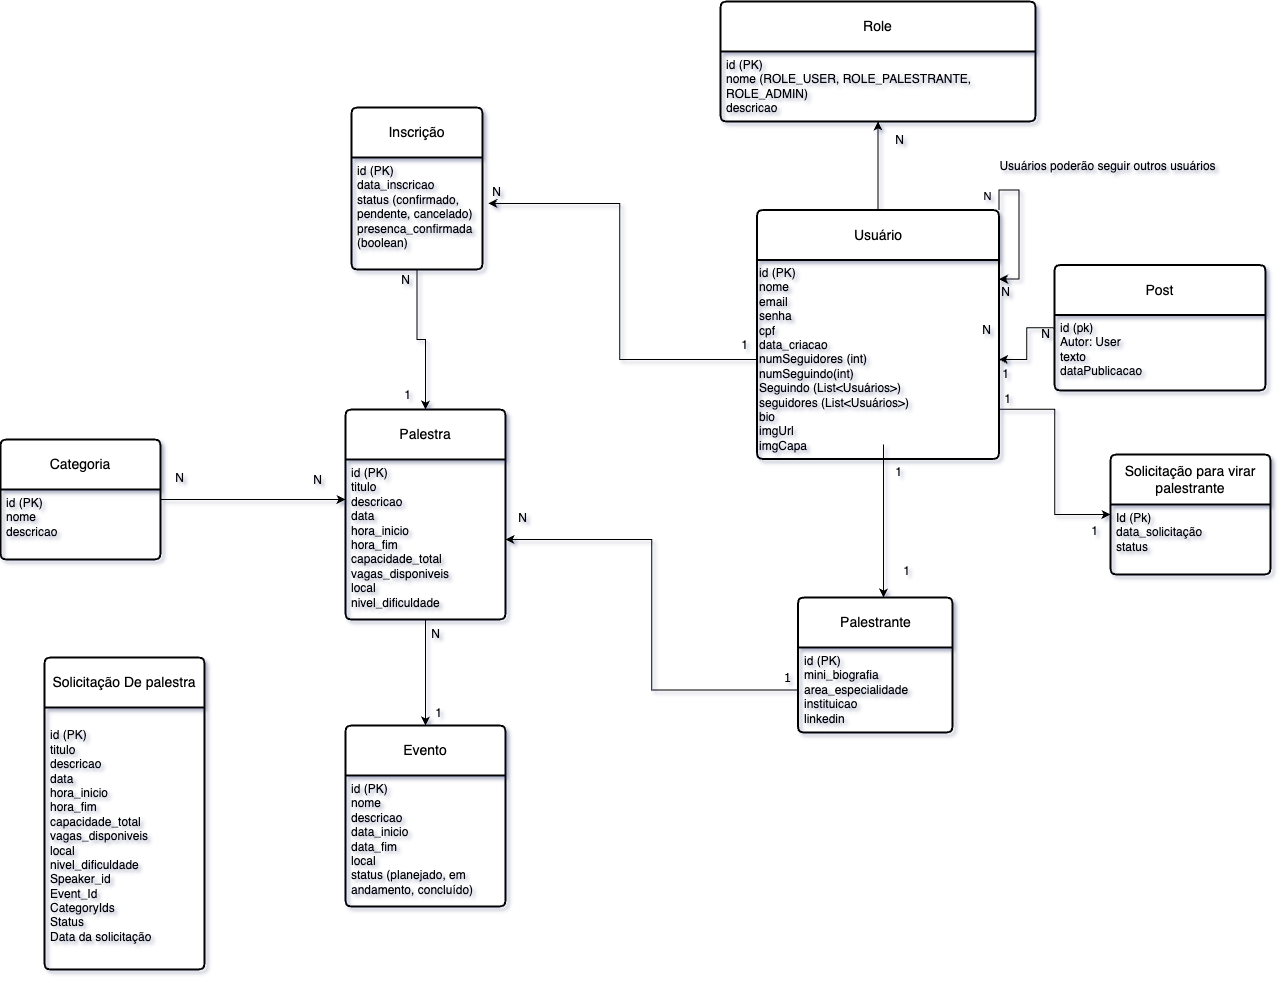 Role
id (PK)
nome (ROLE_USER, ROLE_PALESTRANTE,
ROLE_ADMIN)
descricao
N
Usuários poderão seguir outros usuários
N
N
Inscrição
id (PK)
data_inscricao
status (confirmado,
pendente, cancelado)
presenca_confirmada
(boolean)
N
N
1
Usuário
id (PK)
nome
email
senha
cpf
data_criacao
numSeguidores (int)
numSeguindo(int)
Seguindo (List<Usuários>)
seguidores (List<Usuários>)
bio
imgUrl
imgCapa
1
N
Post
id (pk)
Autor: User
texto
dataPublicacao
N
1
1
Solicitação para virar
palestrante
Id (Pk)
data_solicitação
status
1
Palestra
id (PK)
titulo
descricao
data
hora_inicio
hora_fim
capacidade_total
vagas_disponiveis
local
nivel_dificuldade
Categoria
id (PK)
nome
descricao
N
N
N
1
1
Palestrante
id (PK)
mini_biografia
area_especialidade
instituicao
linkedin
1
N
1
Evento
id (PK)
nome
descricao
data_inicio
data_fim
local
status (planejado, em
andamento, concluído)
Solicitação De palestra
id (PK)
titulo
descricao
data
hora_inicio
hora_fim
capacidade_total
vagas_disponiveis
local
nivel_dificuldade
Speaker_id
Event_Id
CategoryIds
Status
Data da solicitação